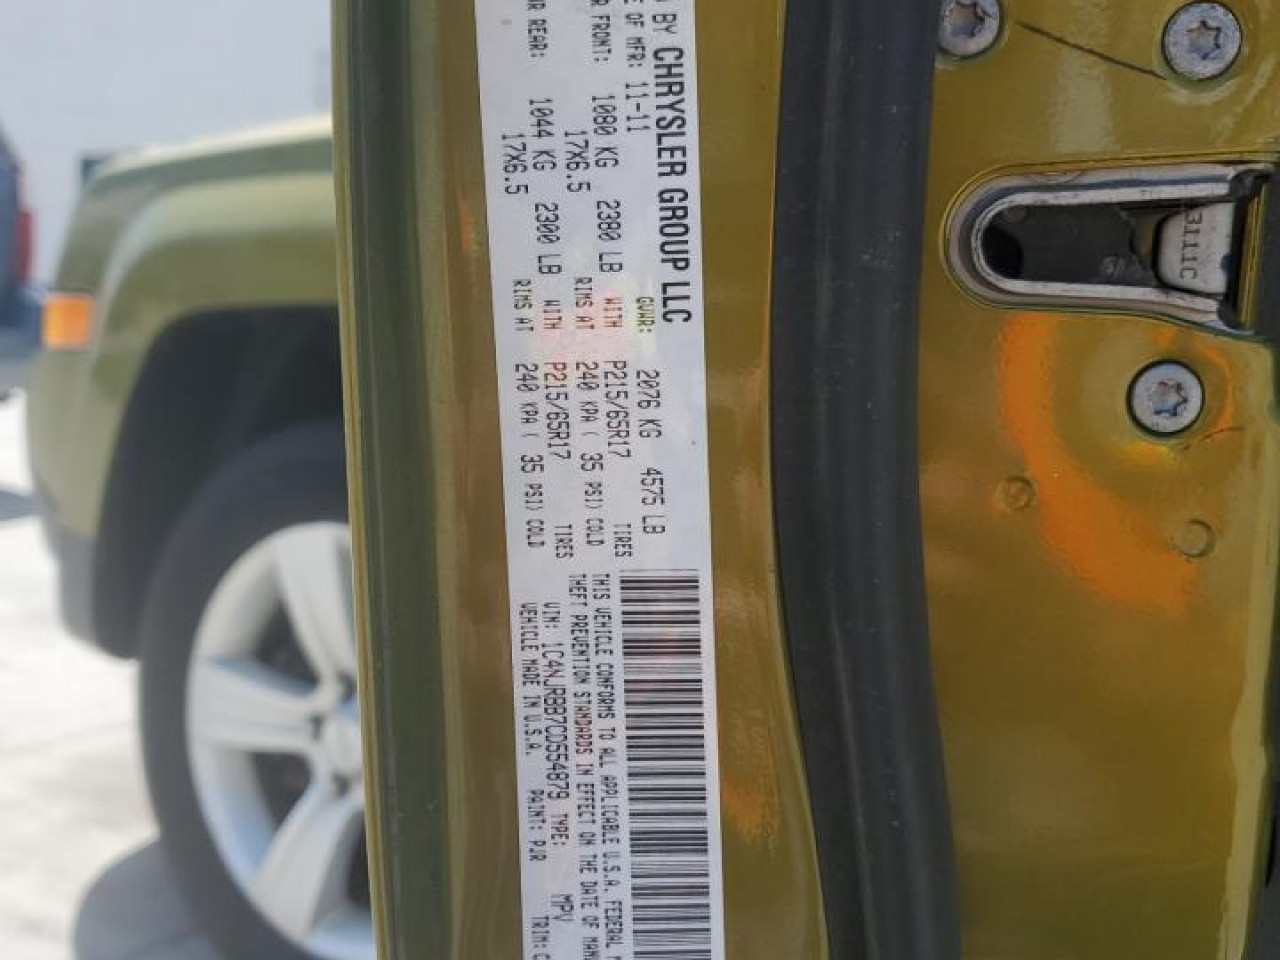 BY CHRYSLER GROUP LLC
OF MFR: 11-11 GVWR: 2076 KG 4575 LB
FRONT: 1080 KG 2380 LB WITH P215/65R17 TIRES
17X6.5 RIMS AT 240 KPA ( 35 PSI) COLD
REAR: 1044 KG 2300 LB WITH P215/65R17 TIRES
17X6.5 RIMS AT 240 KPA ( 35 PSI) COLD
THIS VEHICLE CONFORMS TO ALL APPLICABLE U.S.A. FEDERAL
THEFT PREVENTION STANDARDS IN EFFECT ON THE DATE OF
VIN: 1C4NJRBB7CD554879 TYPE: MPV
VEHICLE MADE IN U.S.A. PAINT: PJR TRIM:
31111C